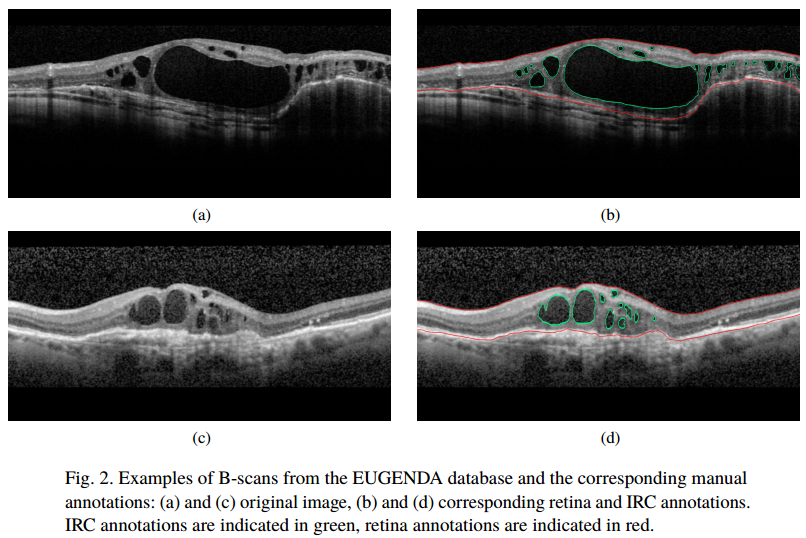 (a)
(b)
(c)
(d)
Fig. 2. Examples of B-scans from the EUGENDA database and the corresponding manual
annotations: (a) and (c) original image, (b) and (d) corresponding retina and IRC annotations.
IRC annotations are indicated in green, retina annotations are indicated in red.